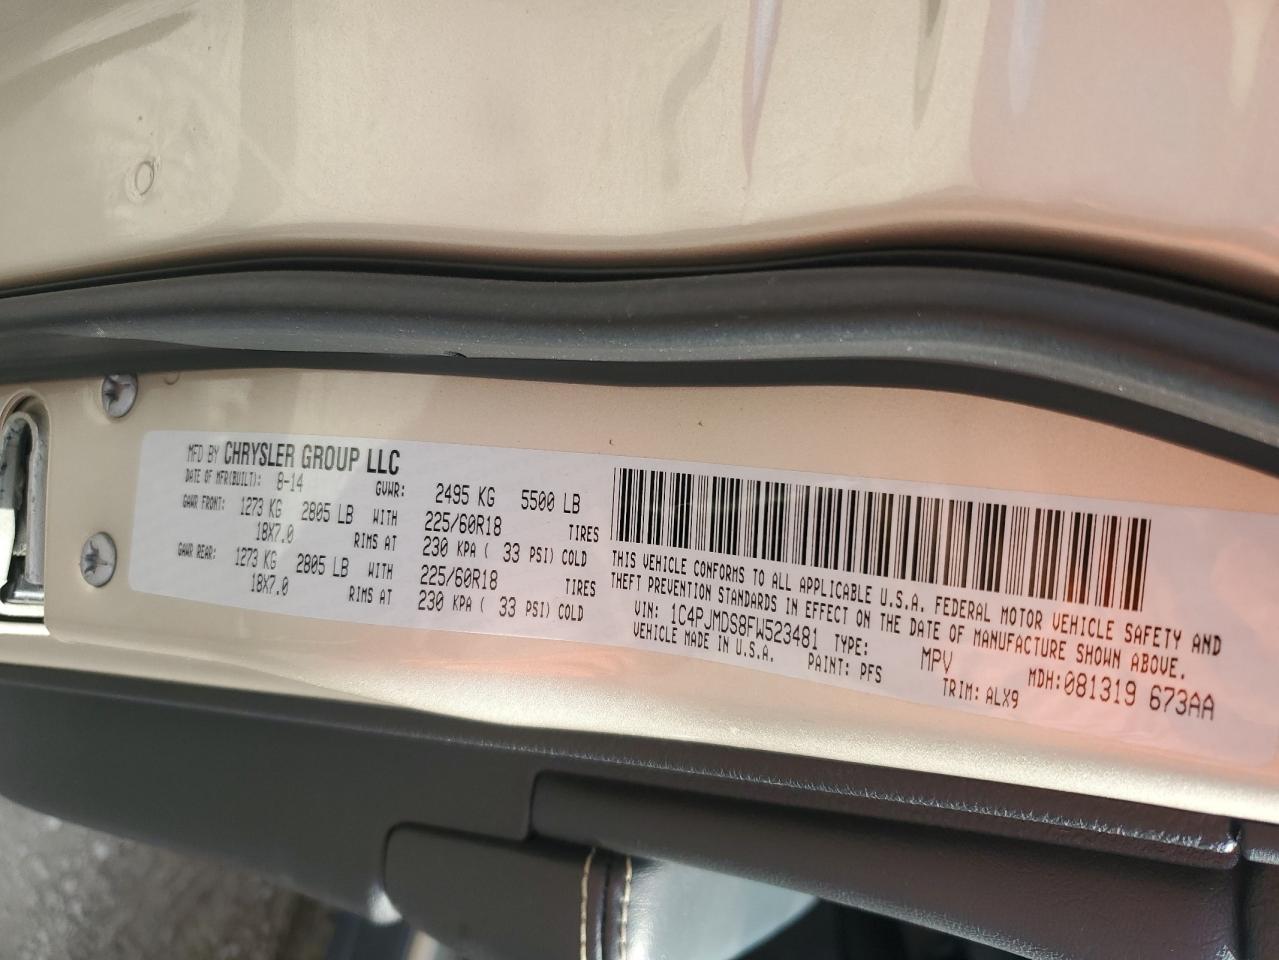 MFD BY CHRYSLER GROUP LLC
DATE OF MFR(BUILT): 8-14 GVWR: 2495 KG 5500 LB
GAWR FRONT: 1273 KG 2805 LB WITH 225/60R18 TIRES
18X7.0 RIMS AT 230 KPA ( 33 PSI) COLD
GAWR REAR: 1273 KG 2805 LB WITH 225/60R18 TIRES
18X7.0 RIMS AT 230 KPA ( 33 PSI) COLD
THIS VEHICLE CONFORMS TO ALL APPLICABLE U.S.A. FEDERAL MOTOR VEHICLE SAFETY AND
THEFT PREVENTION STANDARDS IN EFFECT ON THE DATE OF MANUFACTURE SHOWN ABOVE.
VIN: 1C4PJMDS8FW523481 TYPE: MPV MDH:081319 673AA
VEHICLE MADE IN U.S.A. PAINT: PFS TRIM: ALX9